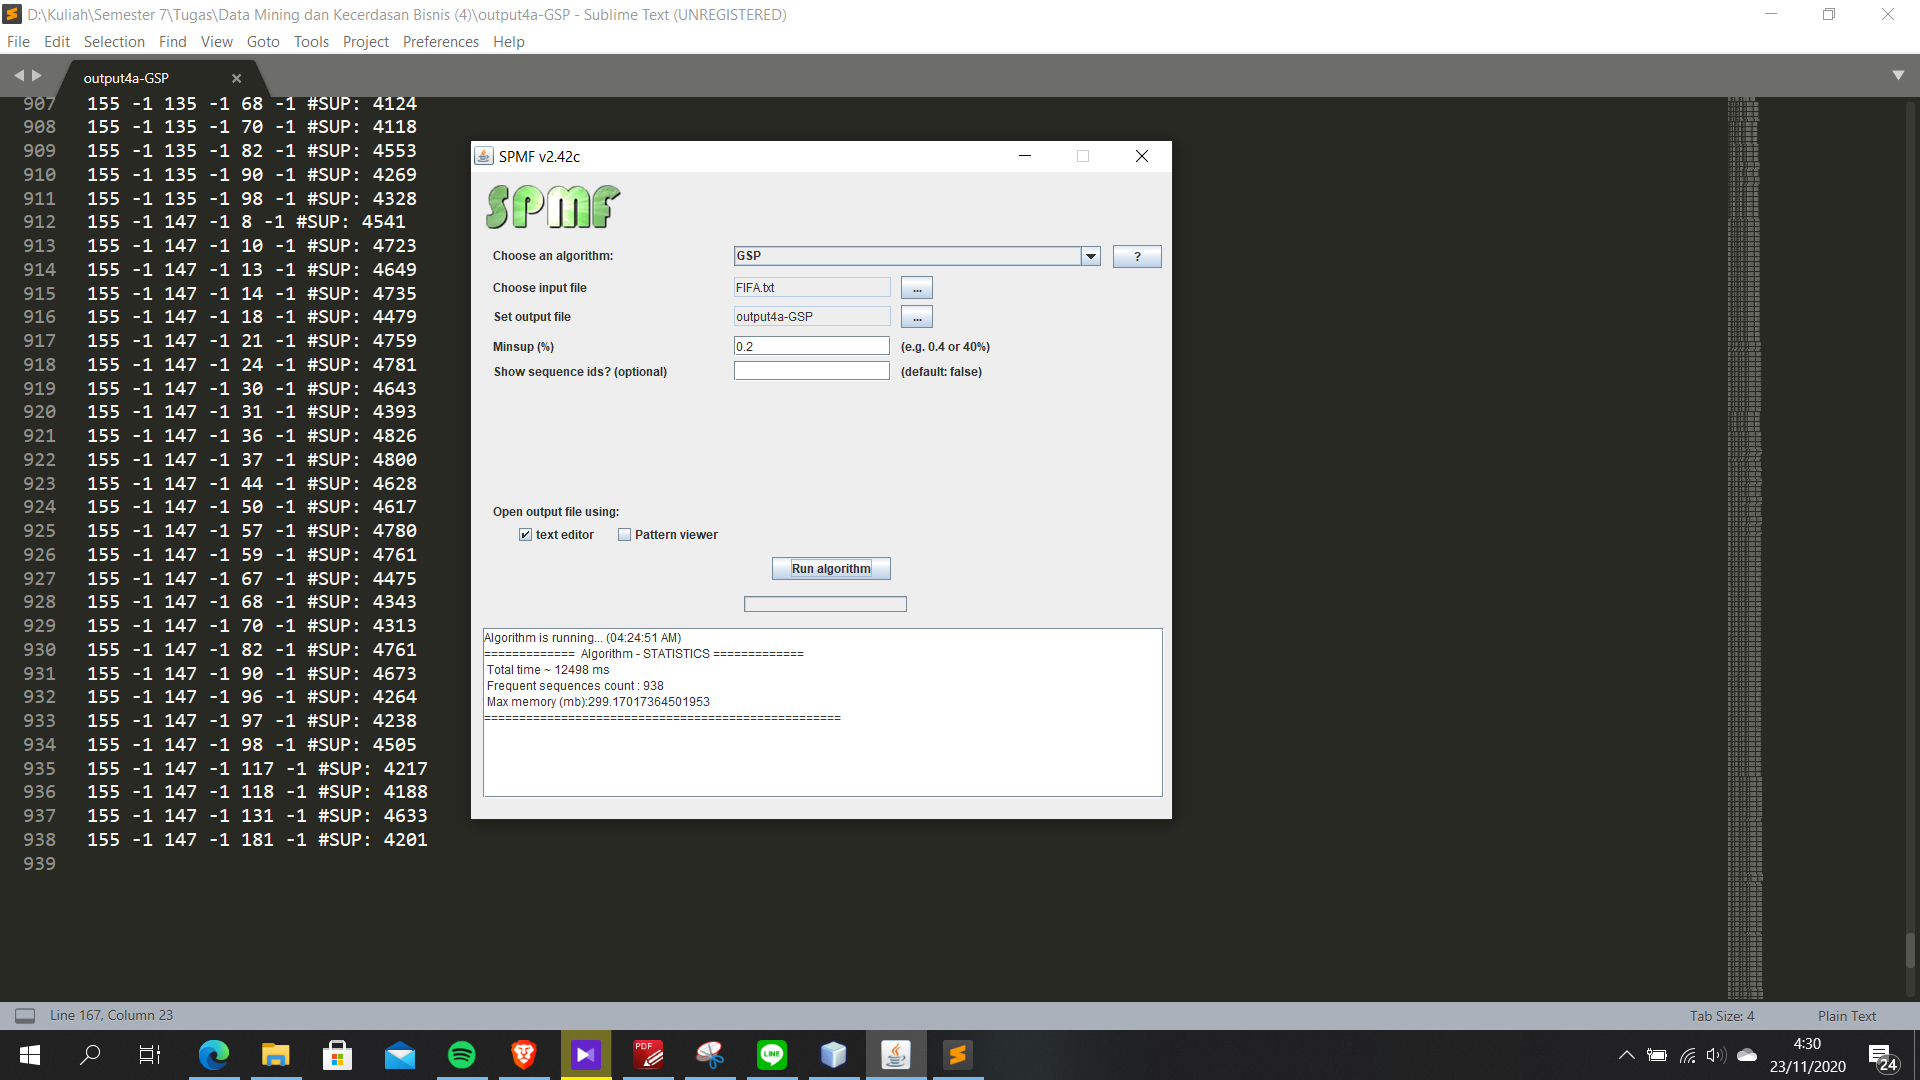 D:\Kuliah\Semester 7\Tugas\Data Mining dan Kecerdasan Bisnis (4)\output4a-GSP - Sublime Text (UNREGISTERED)
File Edit Selection Find View Goto Tools Project Preferences Help
output4a-GSP
907 155 -1 135 -1 68 -1 #SUP: 4124
908 155 -1 135 -1 70 -1 #SUP: 4118
909 155 -1 135 -1 82 -1 #SUP: 4553
910 155 -1 135 -1 90 -1 #SUP: 4269
911 155 -1 135 -1 98 -1 #SUP: 4328
912 155 -1 147 -1 8 -1 #SUP: 4541
913 155 -1 147 -1 10 -1 #SUP: 4723
914 155 -1 147 -1 13 -1 #SUP: 4649
915 155 -1 147 -1 14 -1 #SUP: 4735
916 155 -1 147 -1 18 -1 #SUP: 4479
917 155 -1 147 -1 21 -1 #SUP: 4759
918 155 -1 147 -1 24 -1 #SUP: 4781
919 155 -1 147 -1 30 -1 #SUP: 4643
920 155 -1 147 -1 31 -1 #SUP: 4393
921 155 -1 147 -1 36 -1 #SUP: 4826
922 155 -1 147 -1 37 -1 #SUP: 4800
923 155 -1 147 -1 44 -1 #SUP: 4628
924 155 -1 147 -1 50 -1 #SUP: 4617
925 155 -1 147 -1 57 -1 #SUP: 4780
926 155 -1 147 -1 59 -1 #SUP: 4761
927 155 -1 147 -1 67 -1 #SUP: 4475
928 155 -1 147 -1 68 -1 #SUP: 4343
929 155 -1 147 -1 70 -1 #SUP: 4313
930 155 -1 147 -1 82 -1 #SUP: 4761
931 155 -1 147 -1 90 -1 #SUP: 4673
932 155 -1 147 -1 96 -1 #SUP: 4264
933 155 -1 147 -1 97 -1 #SUP: 4238
934 155 -1 147 -1 98 -1 #SUP: 4505
935 155 -1 147 -1 117 -1 #SUP: 4217
936 155 -1 147 -1 118 -1 #SUP: 4188
937 155 -1 147 -1 131 -1 #SUP: 4633
938 155 -1 147 -1 181 -1 #SUP: 4201
939
SPMF v2.42c
SPMF
Choose an algorithm: GSP ?
Choose input file FIFA.txt ...
Set output file output4a-GSP ...
Minsup (%) 0.2 (e.g. 0.4 or 40%)
Show sequence ids? (optional) (default: false)
Open output file using:
text editor Pattern viewer
Run algorithm
Algorithm is running... (04:24:51 AM)
============= Algorithm - STATISTICS =============
Total time ~ 12498 ms
Frequent sequences count : 938
Max memory (mb):299.17017364501953
===================================================
Line 167, Column 23 Tab Size: 4 Plain Text
PDF
LINE
4:30
23/11/2020
24